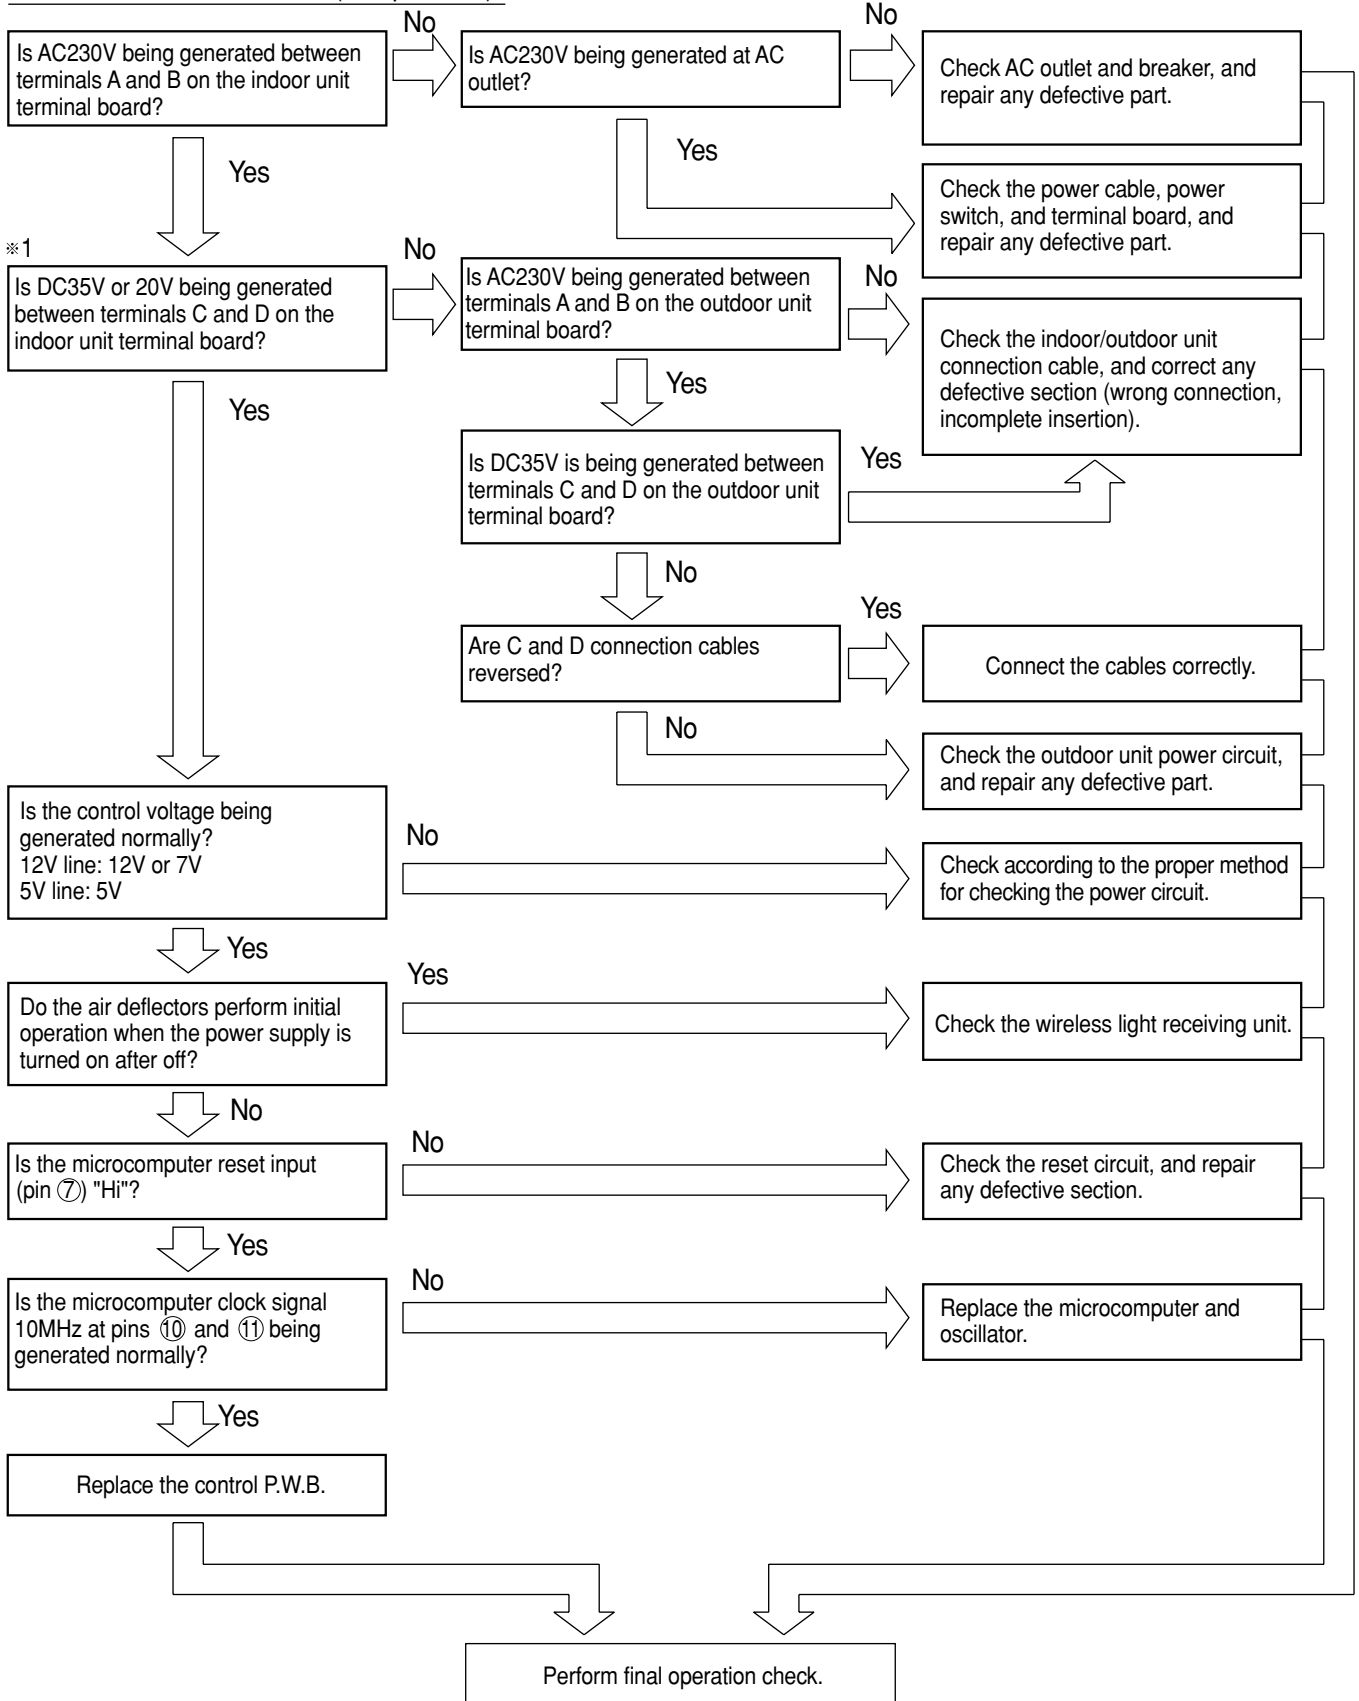 No
No
Is AC230V being generated between
terminals A and B on the indoor unit
terminal board?
Is AC230V being generated at AC
outlet?
Check AC outlet and breaker, and
repair any defective part.
Yes
Yes
Check the power cable, power
switch, and terminal board, and
repair any defective part.
※1
No
No
Is DC35V or 20V being generated
between terminals C and D on the
indoor unit terminal board?
Is AC230V being generated between
terminals A and B on the outdoor unit
terminal board?
Check the indoor/outdoor unit
connection cable, and correct any
defective section (wrong connection,
incomplete insertion).
Yes
Yes
Is DC35V is being generated between
terminals C and D on the outdoor unit
terminal board?
Yes
No
Are C and D connection cables
reversed?
Yes
Connect the cables correctly.
No
Check the outdoor unit power circuit,
and repair any defective part.
Is the control voltage being
generated normally?
12V line: 12V or 7V
5V line: 5V
No
Check according to the proper method
for checking the power circuit.
Yes
Do the air deflectors perform initial
operation when the power supply is
turned on after off?
Yes
Check the wireless light receiving unit.
No
Is the microcomputer reset input
(pin ⑦) "Hi"?
No
Check the reset circuit, and repair
any defective section.
Yes
Is the microcomputer clock signal
10MHz at pins ⑩ and ⑪ being
generated normally?
No
Replace the microcomputer and
oscillator.
Yes
Replace the control P.W.B.
Perform final operation check.